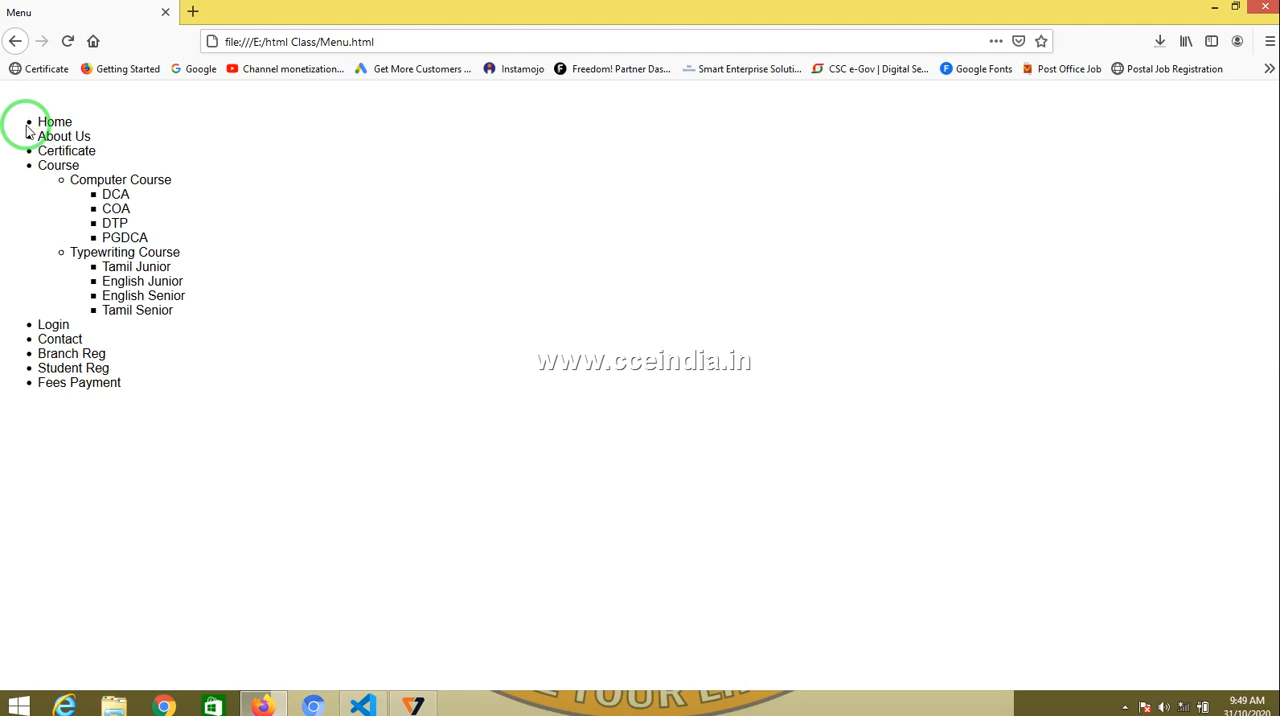 Menu
file:///E:/html Class/Menu.html
Certificate Getting Started Google Channel monetization... Get More Customers ... Instamojo Freedom! Partner Das... Smart Enterprise Soluti... CSC e-Gov | Digital Se... Google Fonts Post Office Job Postal Job Registration
Home
About Us
Certificate
Course
Computer Course
DCA
COA
DTP
PGDCA
Typewriting Course
Tamil Junior
English Junior
English Senior
Tamil Senior
Login
Contact
Branch Reg
Student Reg
Fees Payment
www.cceindia.in
9:49 AM
31/10/2020